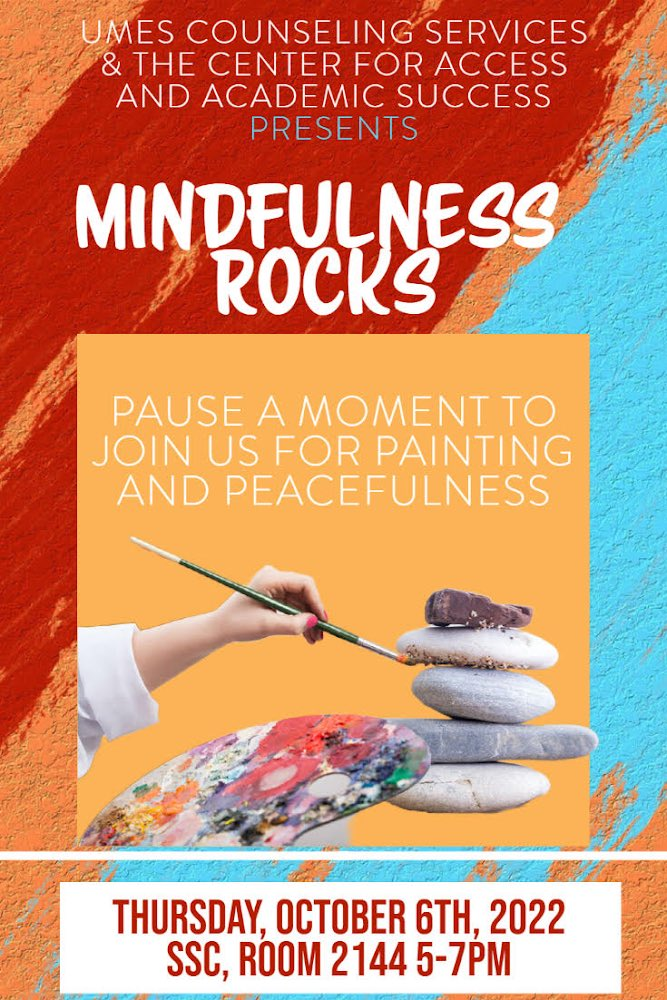 UMES COUNSELING SERVICES
& THE CENTER FOR ACCESS
AND ACADEMIC SUCCESS
PRESENTS
MINDFULNESS
ROCKS
PAUSE A MOMENT TO
JOIN US FOR PAINTING
AND PEACEFULNESS
THURSDAY, OCTOBER 6TH, 2022
SSC, ROOM 2144 5-7PM